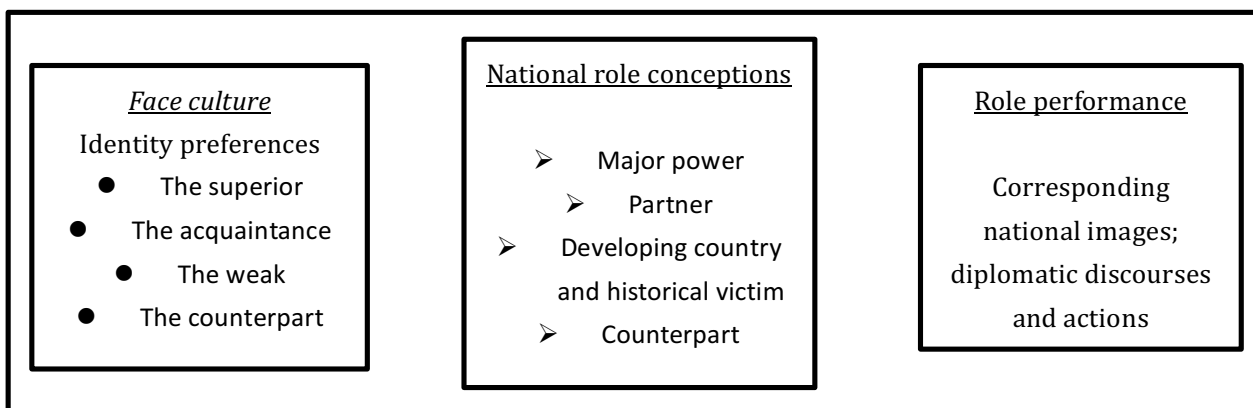 Face culture
Identity preferences
● The superior
● The acquaintance
● The weak
● The counterpart
National role conceptions
➢ Major power
➢ Partner
➢ Developing country
and historical victim
➢ Counterpart
Role performance
Corresponding
national images;
diplomatic discourses
and actions